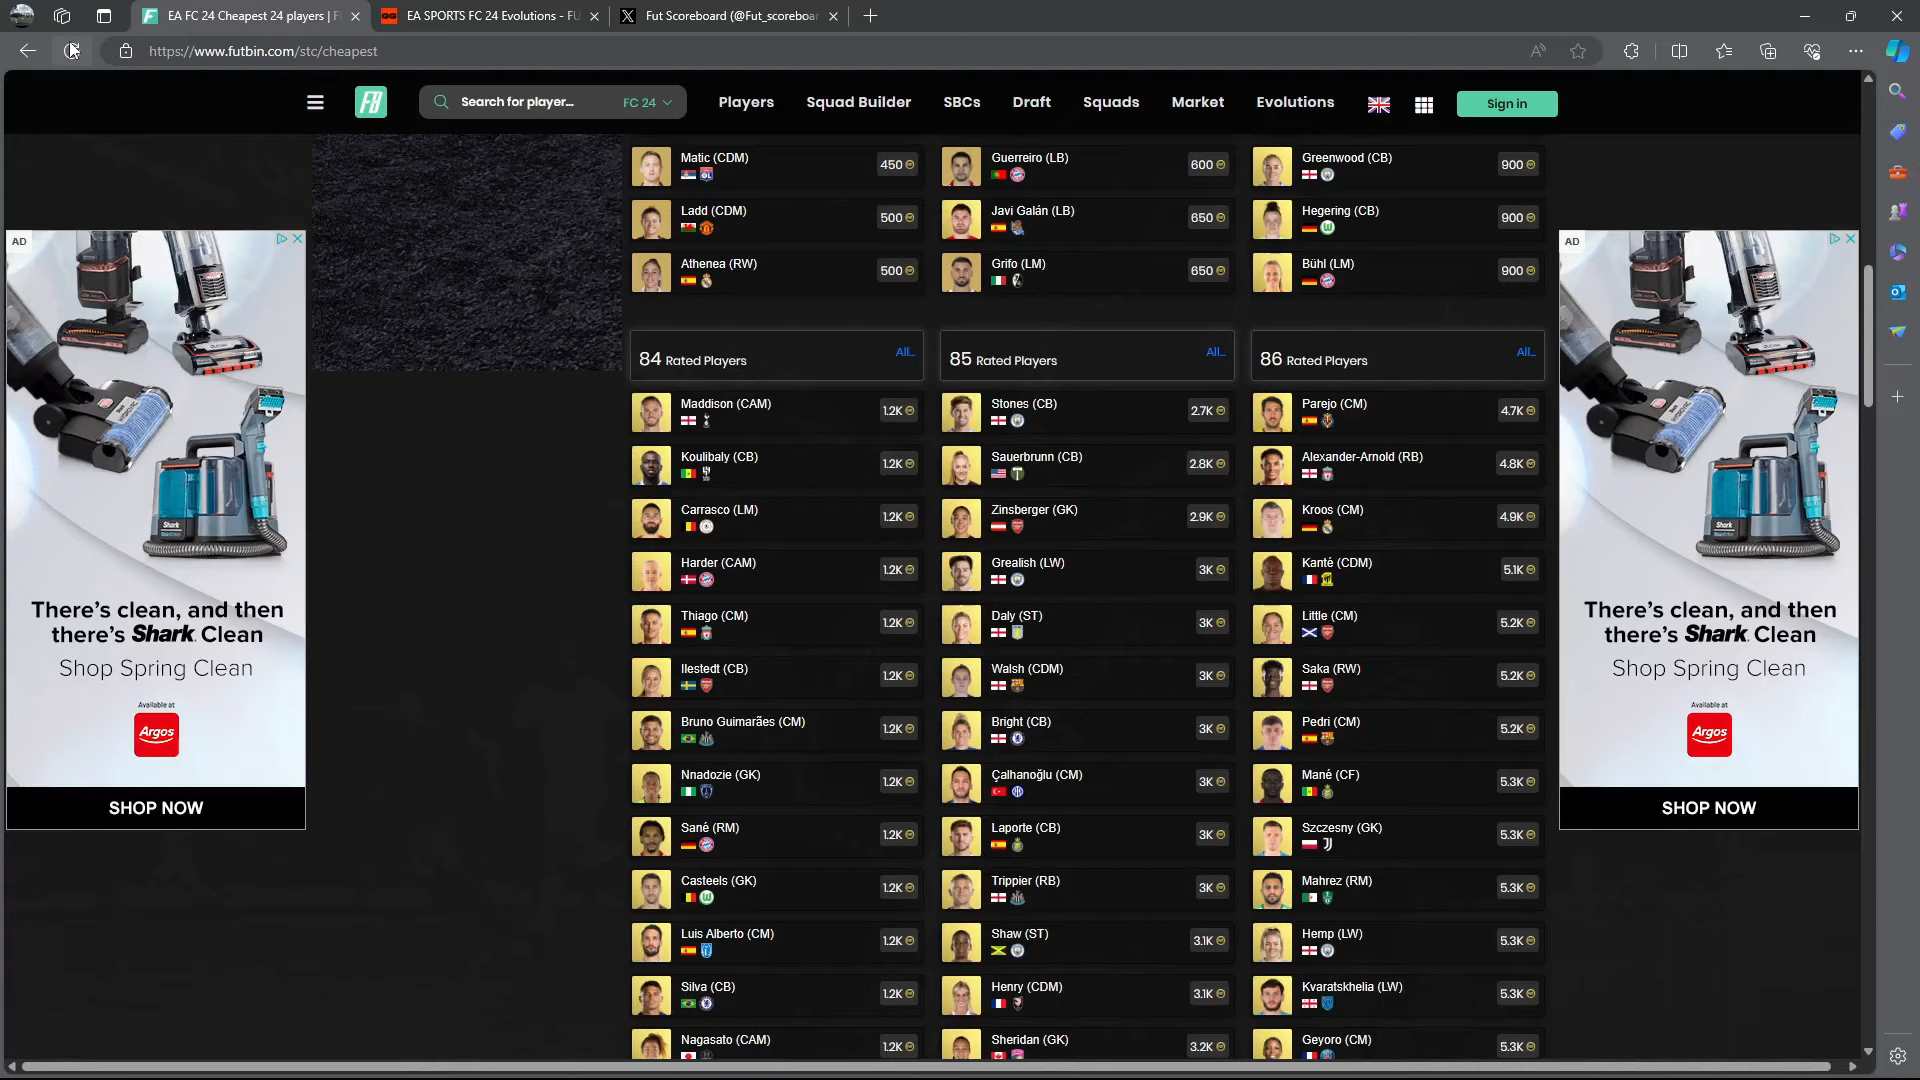 EA FC 24 Cheapest 24 players | F
EA SPORTS FC 24 Evolutions - FU
Fut Scoreboard (@Fut_scoreboar
https://www.futbin.com/stc/cheapest
Search for player... FC 24
Players
Squad Builder
SBCs
Draft
Squads
Market
Evolutions
Sign in
Matic (CDM) 450
Guerreiro (LB) 600
Greenwood (CB) 900
Ladd (CDM) 500
Javi Galán (LB) 650
Hegering (CB) 900
Athenea (RW) 500
Grifo (LM) 650
Bühl (LM) 900
84 Rated Players All..
85 Rated Players All..
86 Rated Players All..
Maddison (CAM) 1.2K
Stones (CB) 2.7K
Parejo (CM) 4.7K
Koulibaly (CB) 1.2K
Sauerbrunn (CB) 2.8K
Alexander-Arnold (RB) 4.8K
Carrasco (LM) 1.2K
Zinsberger (GK) 2.9K
Kroos (CM) 4.9K
Harder (CAM) 1.2K
Grealish (LW) 3K
Kanté (CDM) 5.1K
Thiago (CM) 1.2K
Daly (ST) 3K
Little (CM) 5.2K
Ilestedt (CB) 1.2K
Walsh (CDM) 3K
Saka (RW) 5.2K
Bruno Guimarães (CM) 1.2K
Bright (CB) 3K
Pedri (CM) 5.2K
Nnadozie (GK) 1.2K
Çalhanoğlu (CM) 3K
Mané (CF) 5.3K
Sané (RM) 1.2K
Laporte (CB) 3K
Szczesny (GK) 5.3K
Casteels (GK) 1.2K
Trippier (RB) 3K
Mahrez (RM) 5.3K
Luis Alberto (CM) 1.2K
Shaw (ST) 3.1K
Hemp (LW) 5.3K
Silva (CB) 1.2K
Henry (CDM) 3.1K
Kvaratskhelia (LW) 5.3K
Nagasato (CAM) 1.2K
Sheridan (GK) 3.2K
Geyoro (CM) 5.3K
AD
Shark
There's clean, and then
there's Shark Clean
Shop Spring Clean
Available at
Argos
SHOP NOW
AD
Shark
There's clean, and then
there's Shark Clean
Shop Spring Clean
Available at
Argos
SHOP NOW